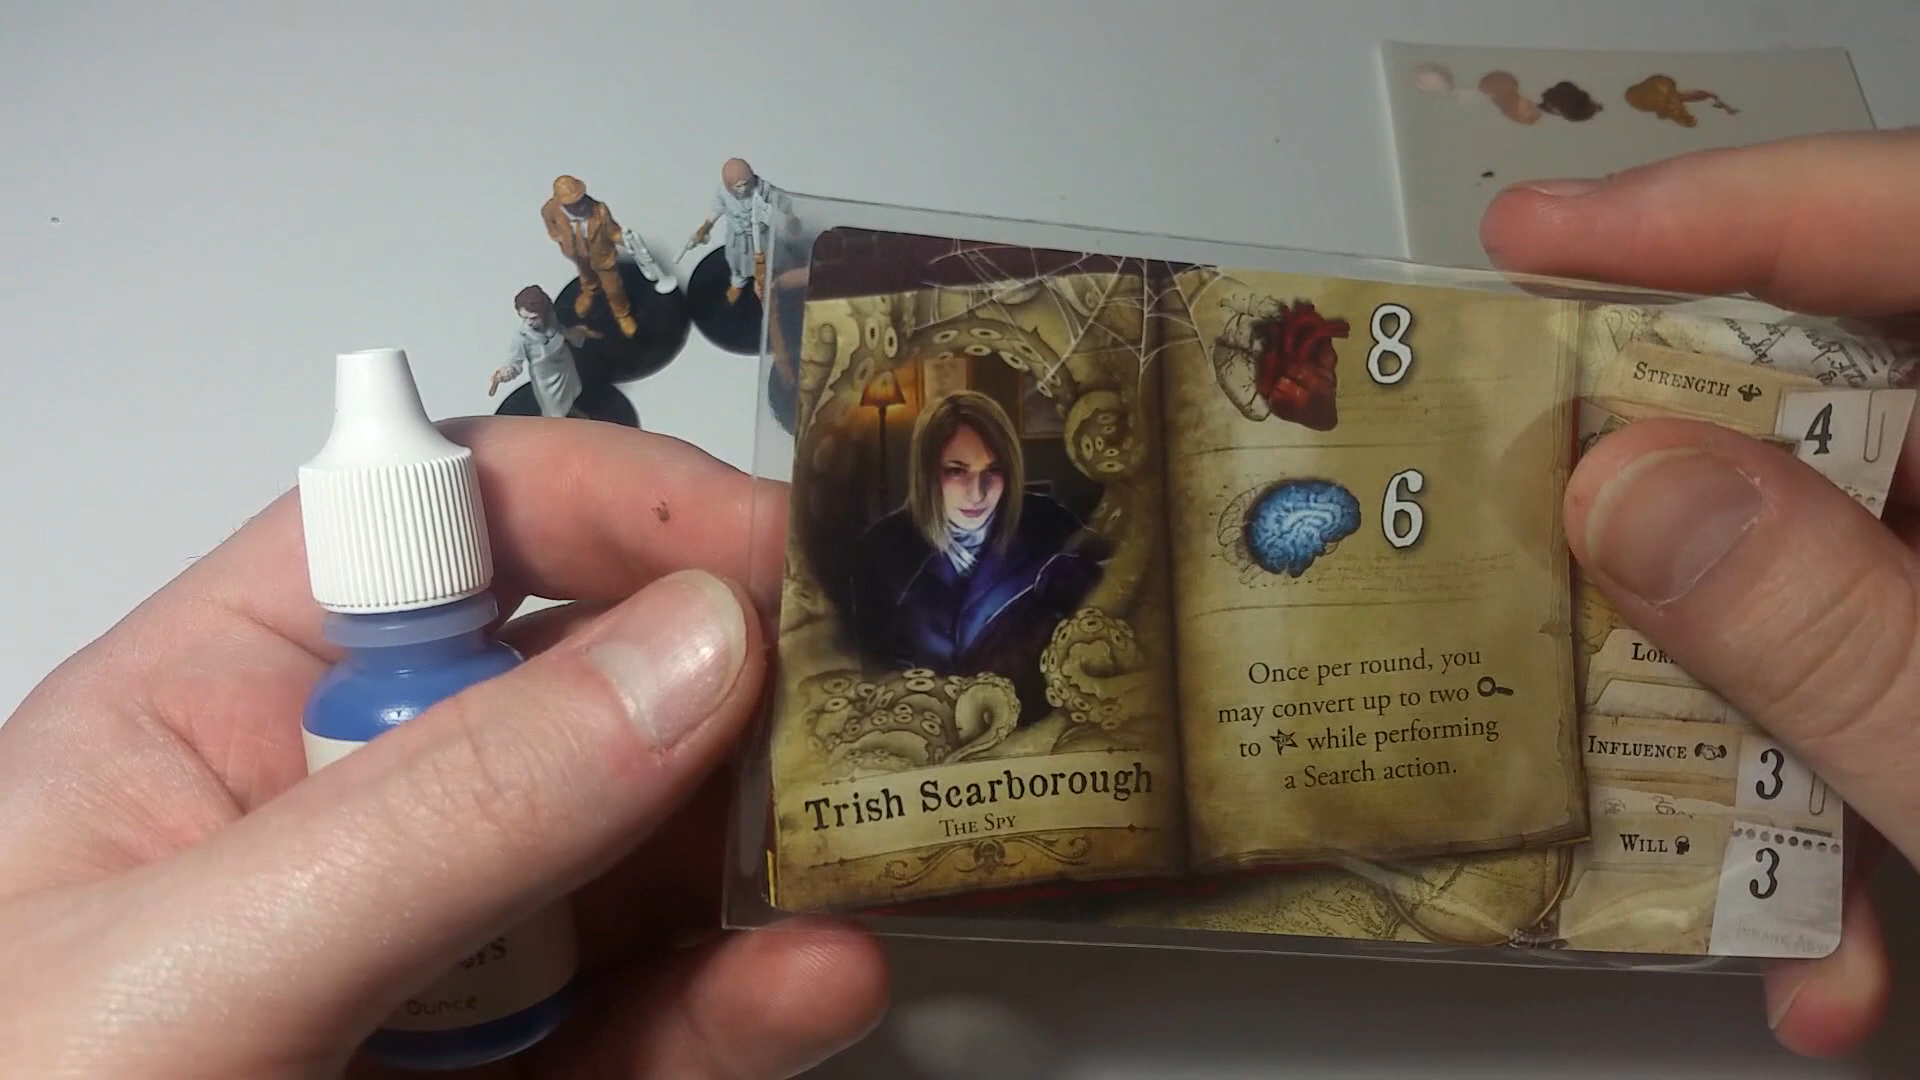 8
6
Once per round, you
may convert up to two
to while performing
a Search action.
Trish Scarborough
The Spy
Strength
4
Influence
3
Will
3
Ounce